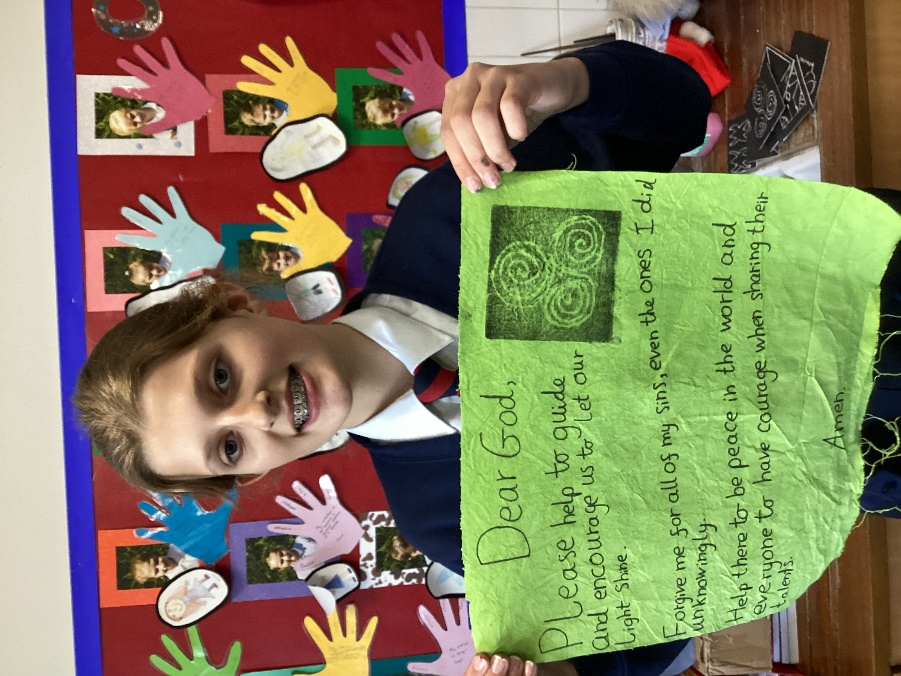 Dear God,
Please help to guide
and encourage us to let our
light shine.
Forgive me for all of my sins, even the ones I did
unknowingly.
Help there to be peace in the world and
everyone to have courage when sharing their
talents.
Amen.